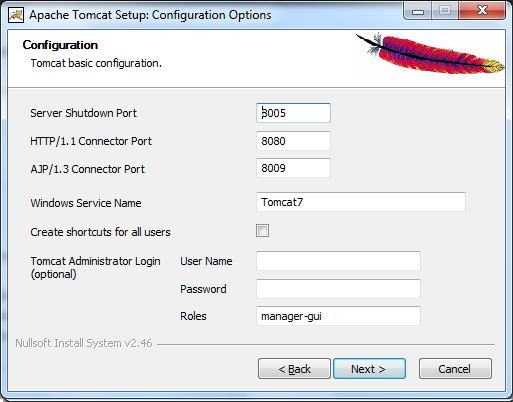 Apache Tomcat Setup: Configuration Options
Configuration
Tomcat basic configuration.
Server Shutdown Port 8005
HTTP/1.1 Connector Port 8080
AJP/1.3 Connector Port 8009
Windows Service Name Tomcat7
Create shortcuts for all users
Tomcat Administrator Login User Name
(optional)
Password
Roles manager-gui
Nullsoft Install System v2.46
< Back Next > Cancel